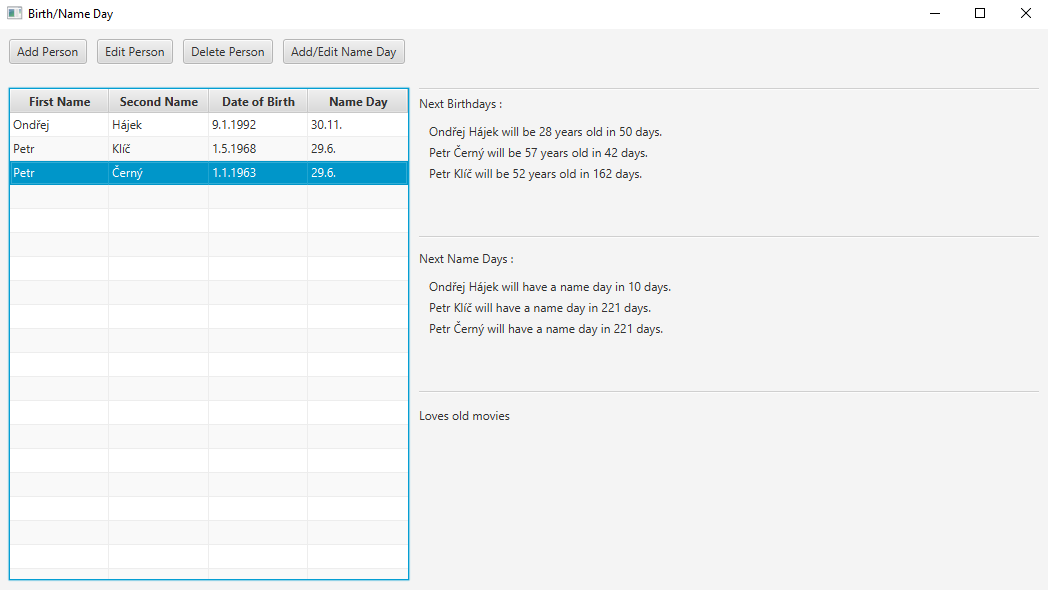 Birth/Name Day
Add Person Edit Person Delete Person Add/Edit Name Day
First Name Second Name Date of Birth Name Day
Ondřej Hájek 9.1.1992 30.11.
Petr Klíč 1.5.1968 29.6.
Petr Černý 1.1.1963 29.6.
Next Birthdays :
Ondřej Hájek will be 28 years old in 50 days.
Petr Černý will be 57 years old in 42 days.
Petr Klíč will be 52 years old in 162 days.
Next Name Days :
Ondřej Hájek will have a name day in 10 days.
Petr Klíč will have a name day in 221 days.
Petr Černý will have a name day in 221 days.
Loves old movies